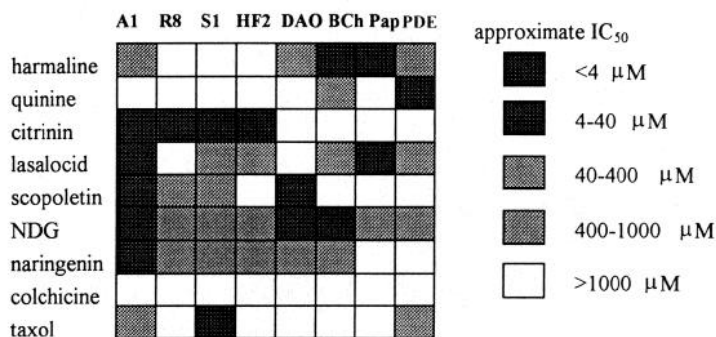 A1 R8 S1 HF2 DAO BCh Pap PDE
approximate IC50
harmaline
<4 µM
quinine
4-40 µM
citrinin
lasalocid
40-400 µM
scopoletin
NDG
400-1000 µM
naringenin
>1000 µM
colchicine
taxol